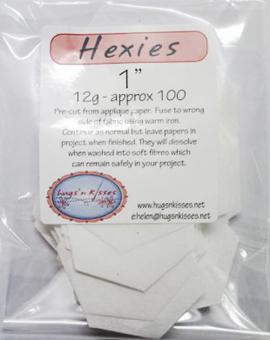 Hexies
1"
12g - approx 100
Pre-cut from applique paper. Fuse to wrong
side of fabric using warm iron.
Continue as normal but leave papers in
project when finished. They will dissolve
when washed into soft fibres which
can remain safely in your project.
hugs'n kisses
www.hugsnkisses.net
e:helen@hugsnkisses.net